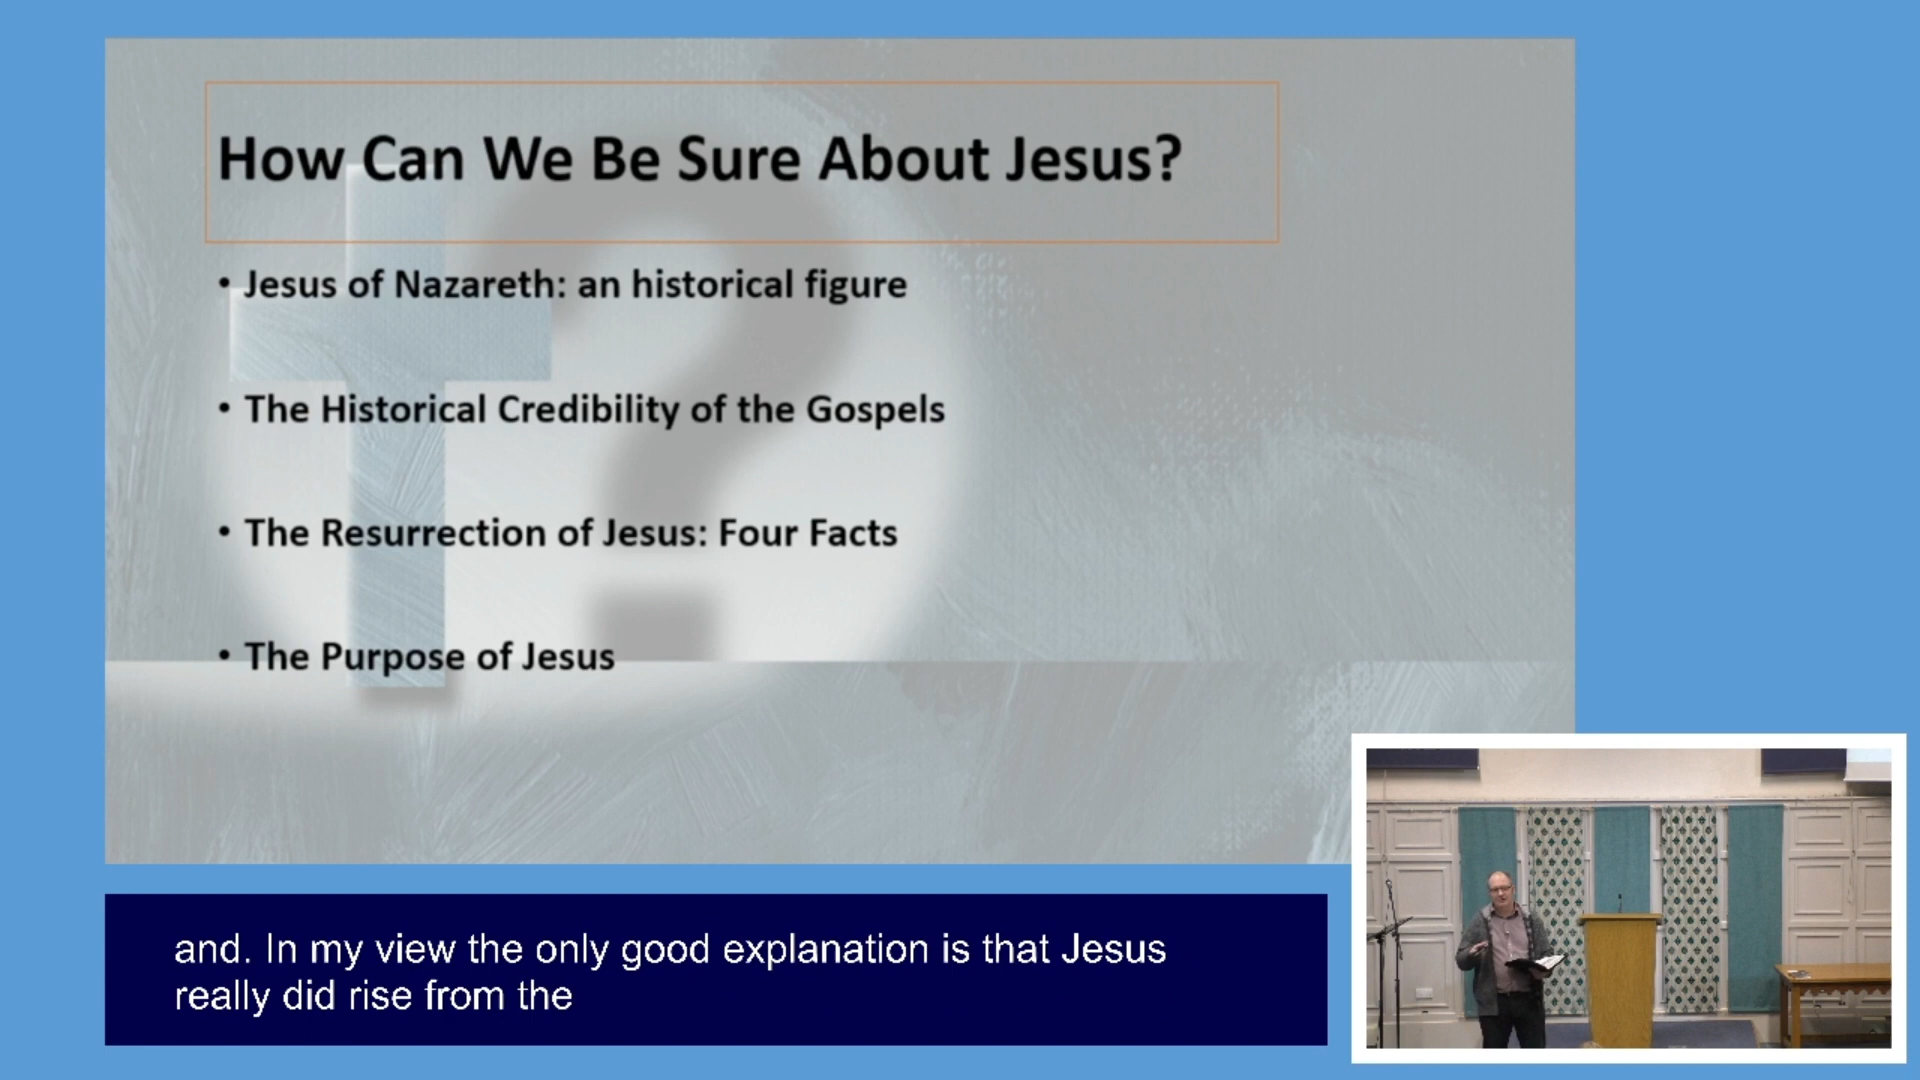 How Can We Be Sure About Jesus?
• Jesus of Nazareth: an historical figure
• The Historical Credibility of the Gospels
• The Resurrection of Jesus: Four Facts
• The Purpose of Jesus
and. In my view the only good explanation is that Jesus
really did rise from the